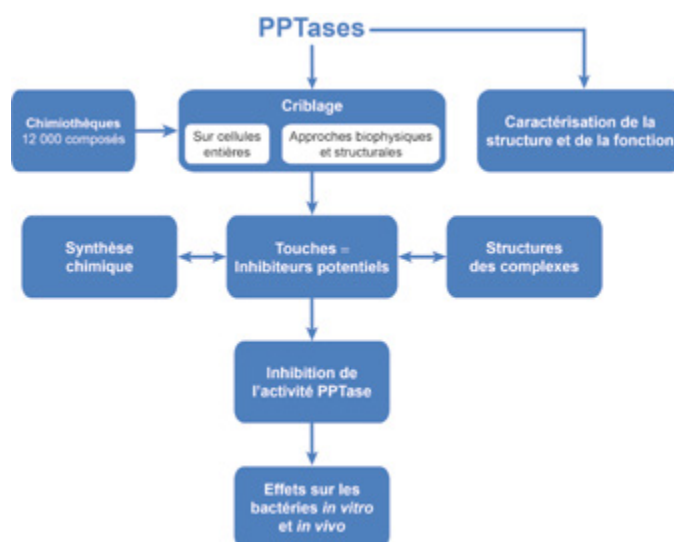 PPTases
Chimiothèques
12 000 composés
Criblage
Sur cellules
entières
Approches biophysiques
et structurales
Caractérisation de la
structure et de la fonction
Synthèse
chimique
Touches =
Inhibiteurs potentiels
Structures
des complexes
Inhibition de
l'activité PPTase
Effets sur les
bactéries in vitro
et in vivo